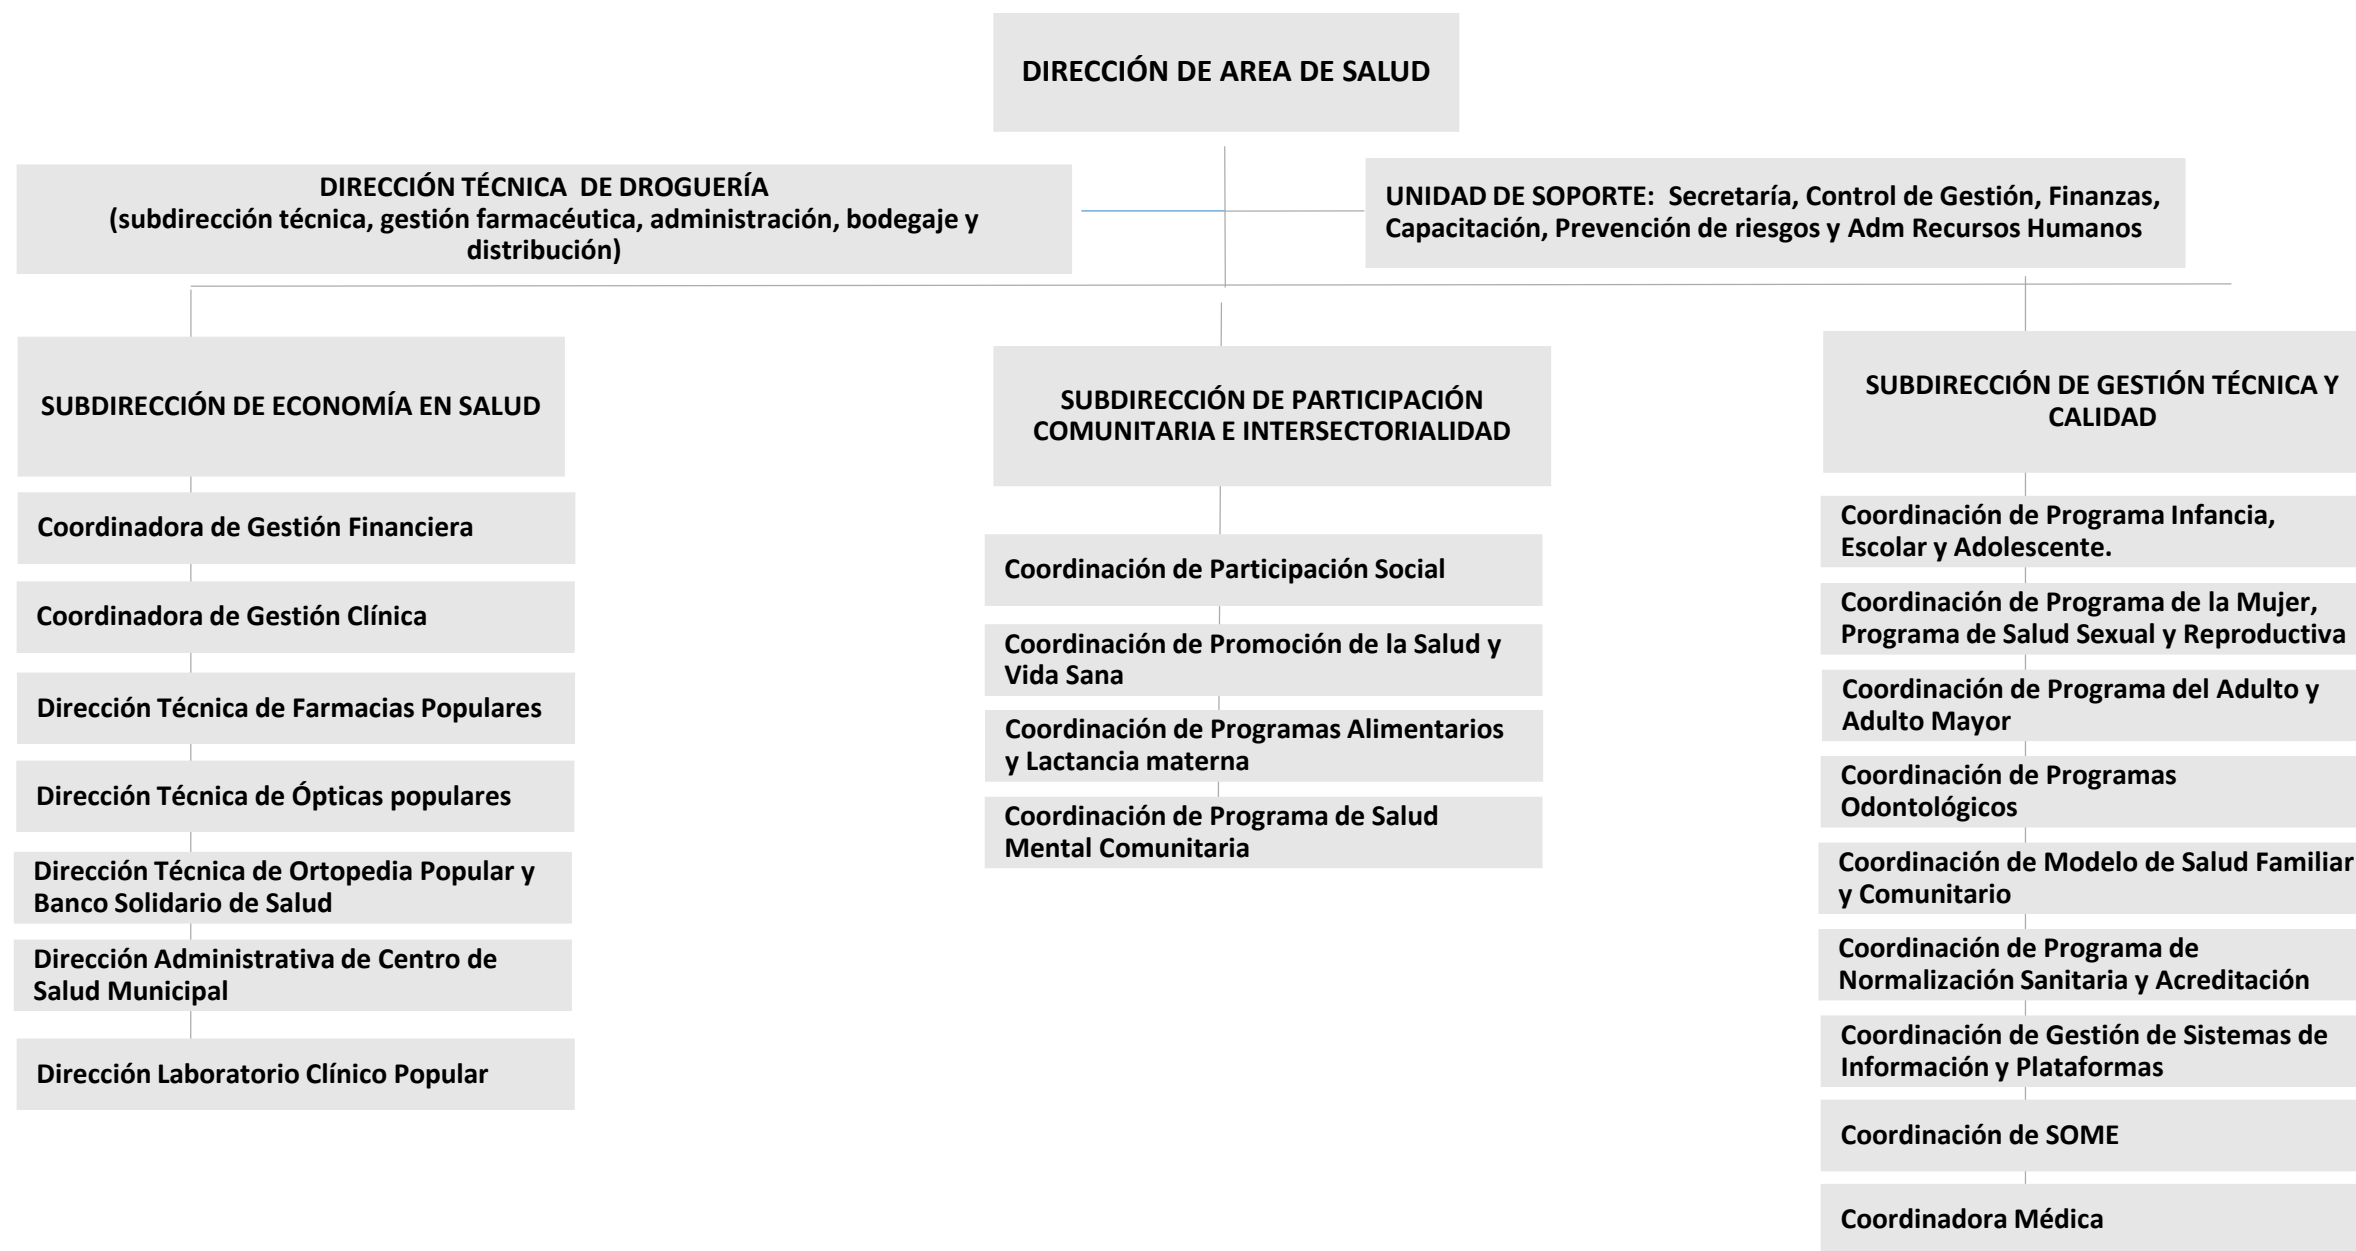 DIRECCIÓN DE AREA DE SALUD
DIRECCIÓN TÉCNICA DE DROGUERÍA
(subdirección técnica, gestión farmacéutica, administración, bodegaje y
distribución)
UNIDAD DE SOPORTE: Secretaría, Control de Gestión, Finanzas,
Capacitación, Prevención de riesgos y Adm Recursos Humanos
SUBDIRECCIÓN DE ECONOMÍA EN SALUD
Coordinadora de Gestión Financiera
Coordinadora de Gestión Clínica
Dirección Técnica de Farmacias Populares
Dirección Técnica de Ópticas populares
Dirección Técnica de Ortopedia Popular y
Banco Solidario de Salud
Dirección Administrativa de Centro de
Salud Municipal
Dirección Laboratorio Clínico Popular
SUBDIRECCIÓN DE PARTICIPACIÓN
COMUNITARIA E INTERSECTORIALIDAD
Coordinación de Participación Social
Coordinación de Promoción de la Salud y
Vida Sana
Coordinación de Programas Alimentarios
y Lactancia materna
Coordinación de Programa de Salud
Mental Comunitaria
SUBDIRECCIÓN DE GESTIÓN TÉCNICA Y
CALIDAD
Coordinación de Programa Infancia,
Escolar y Adolescente.
Coordinación de Programa de la Mujer,
Programa de Salud Sexual y Reproductiva
Coordinación de Programa del Adulto y
Adulto Mayor
Coordinación de Programas
Odontológicos
Coordinación de Modelo de Salud Familiar
y Comunitario
Coordinación de Programa de
Normalización Sanitaria y Acreditación
Coordinación de Gestión de Sistemas de
Información y Plataformas
Coordinación de SOME
Coordinadora Médica